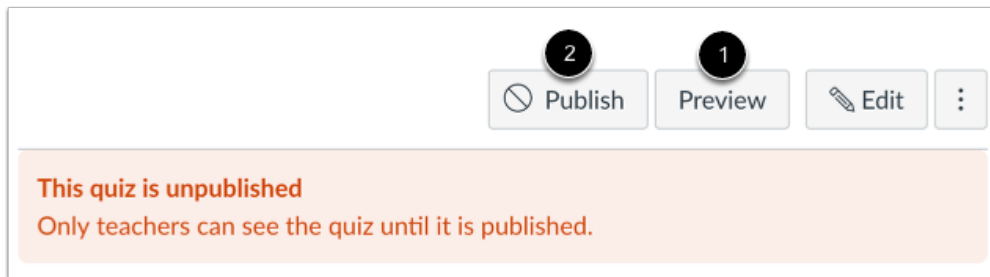 2 1
Publish Preview Edit
This quiz is unpublished
Only teachers can see the quiz until it is published.